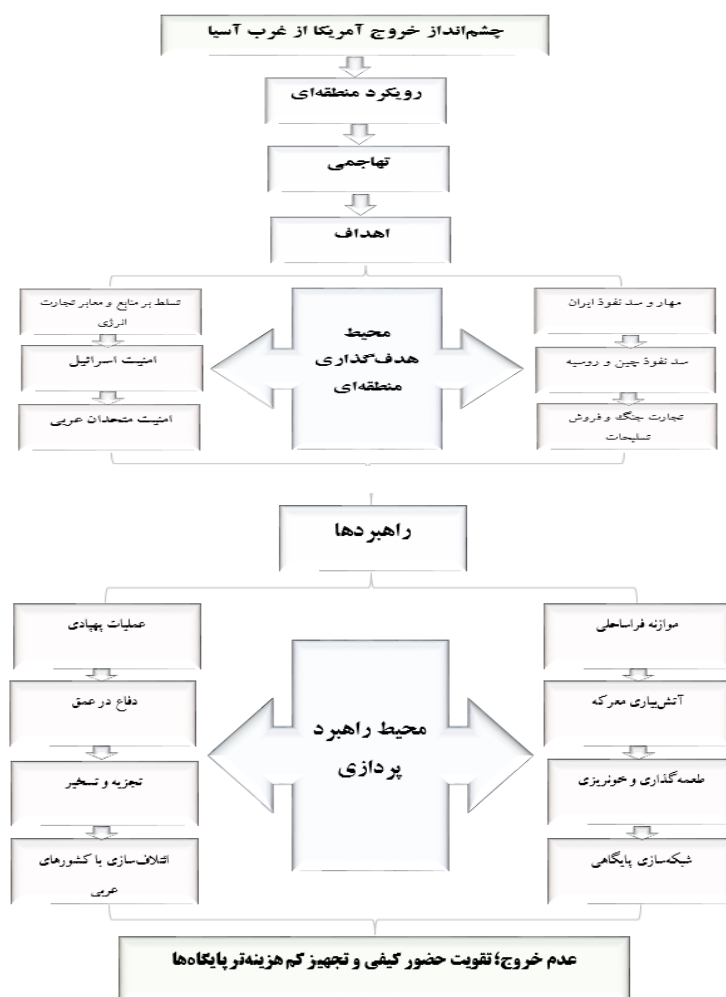 چشم‌انداز خروج آمریکا از غرب آسیا
رویکرد منطقه‌ای
تهاجمی
اهداف
مهار و سد نفوذ ایران
سد نفوذ چین و روسیه
تجارت جنگ و فروش
تسلیحات
محیط
هدف‌گذاری
منطقه‌ای
تسلط بر منابع و معابر تجارت
انرژی
امنیت اسرائیل
امنیت متحدان عربی
راهبردها
موازنه فراساحلی
آتش‌بیاری معرکه
طعمه‌گذاری و خونریزی
شبکه‌سازی پایگاهی
محیط راهبرد
پردازی
عملیات پهپادی
دفاع در عمق
تجزیه و تسخیر
ائتلاف‌سازی با کشورهای
عربی
عدم خروج؛ تقویت حضور کیفی و تجهیز کم هزینه‌تر پایگاه‌ها